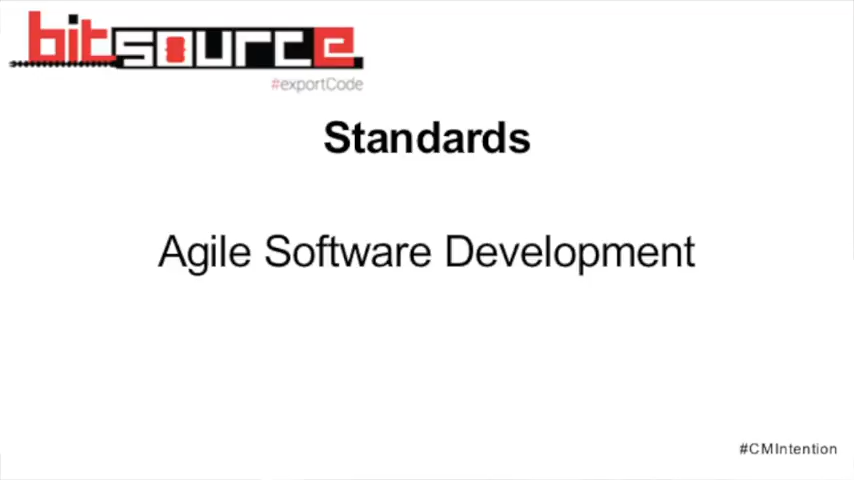 bitsource
#exportCode
Standards
Agile Software Development
#CMIntention